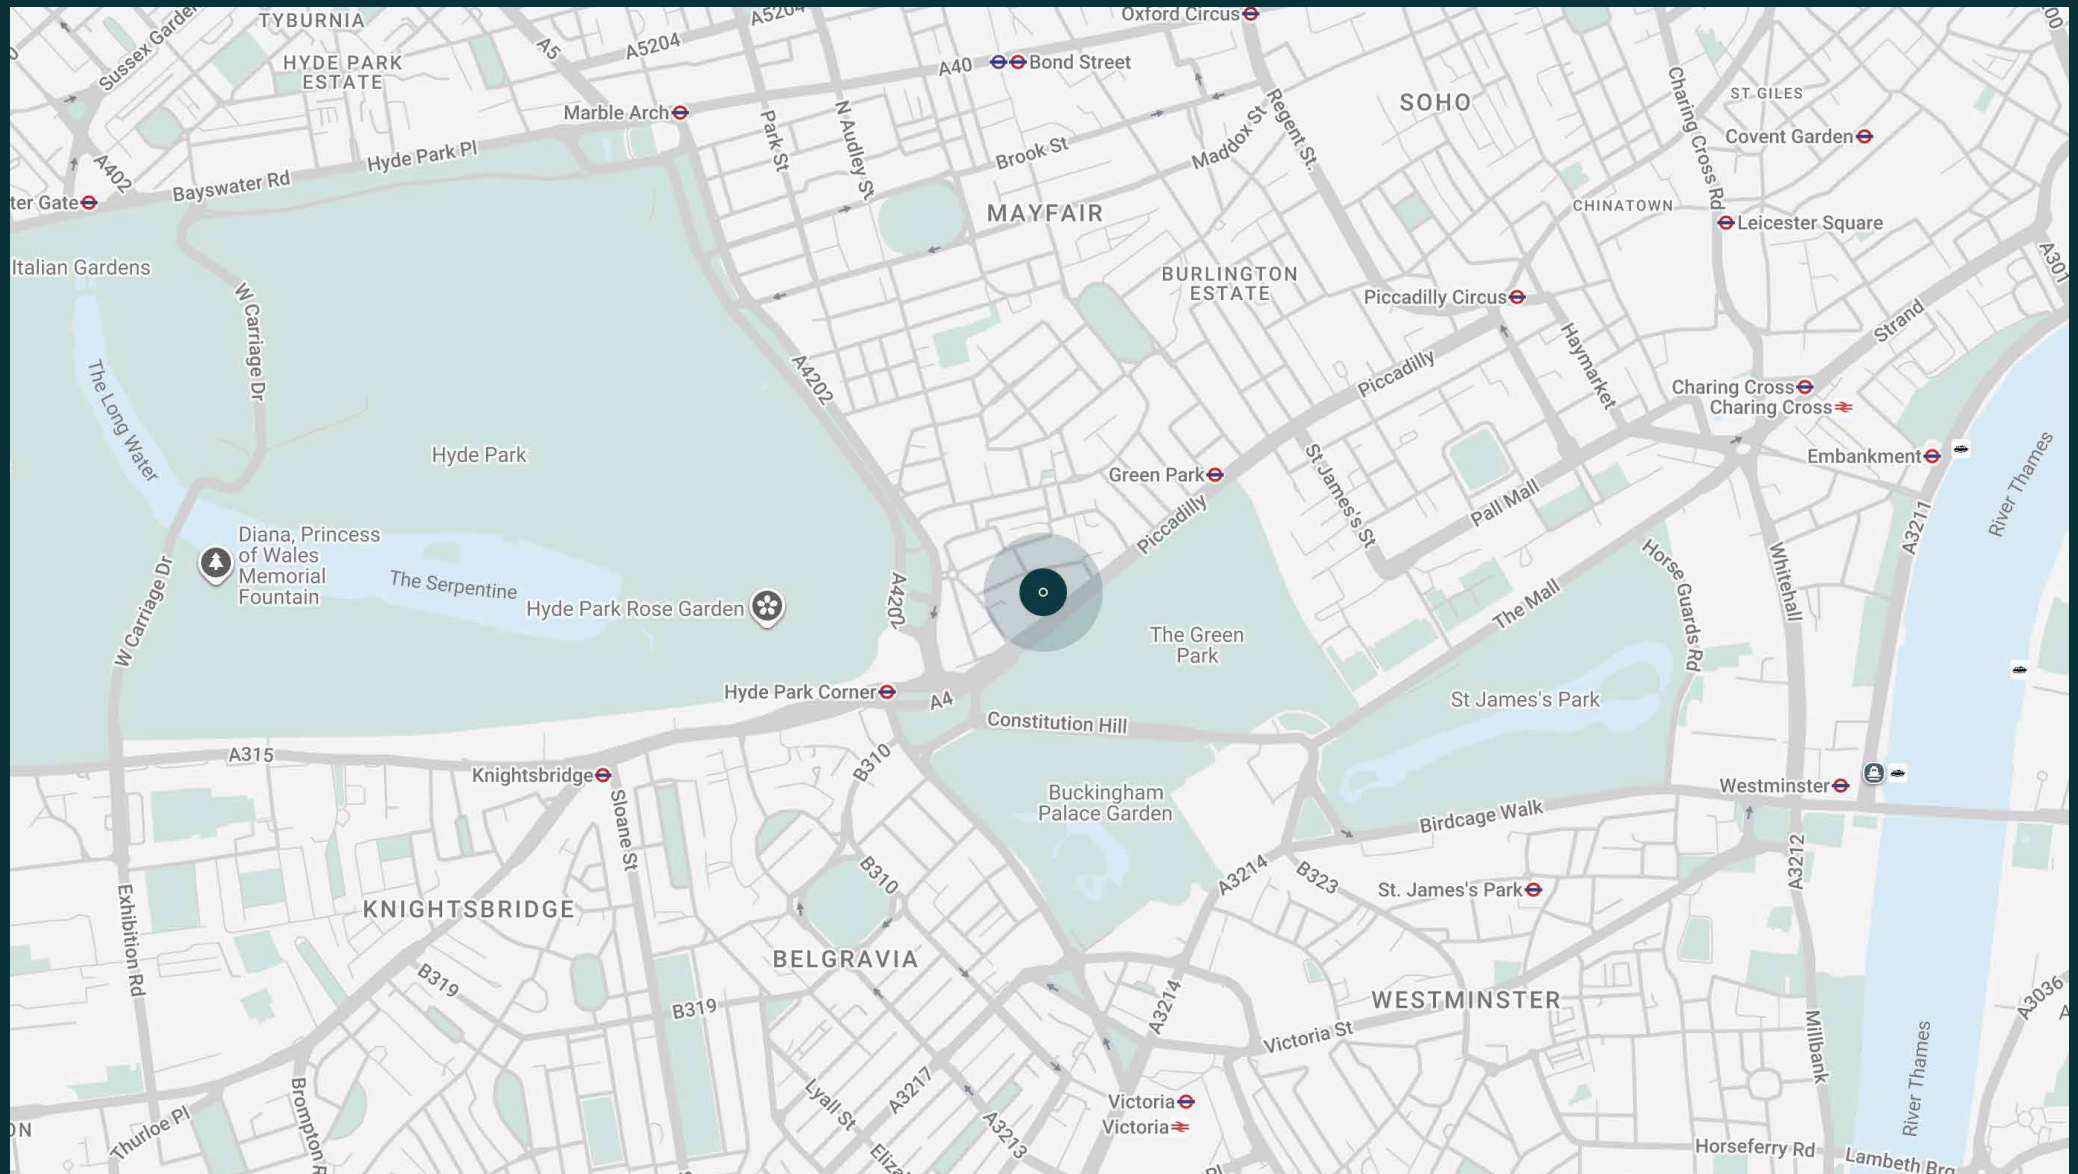 TYBURNIA
A5204
Oxford Circus
Sussex Garde
HYDE PARK
ESTATE
A5
A5204
A40
Bond Street
Marble Arch
SOHO
ST GILES
Covent Garden
Park St
N Audley St
Brook St
Maddox St
Regent St.
Charing Cross Rd
Hyde Park Pl
A402
Bayswater Rd
ter Gate
MAYFAIR
CHINATOWN
Leicester Square
Italian Gardens
BURLINGTON
ESTATE
Piccadilly Circus
A301
W Carriage Dr
Strand
Haymarket
The Long Water
A4202
Piccadilly
Charing Cross
Charing Cross
Hyde Park
Green Park
St James's St
Embankment
River Thames
Pall Mall
Piccadilly
A3211
Diana, Princess
of Wales
Memorial
Fountain
The Serpentine
Hyde Park Rose Garden
A4202
Horse Guards Rd
Whitehall
The Mall
W Carriage Dr
The Green
Park
Hyde Park Corner
A4
St James's Park
Constitution Hill
A315
Knightsbridge
B310
Westminster
Buckingham
Palace Garden
Birdcage Walk
Sloane St
A3212
B310
A3214
B323
St. James's Park
Exhibition Rd
KNIGHTSBRIDGE
BELGRAVIA
B319
B319
A3214
WESTMINSTER
A3036
A
Victoria St
Millbank
River Thames
A3217
Lyall St
Victoria
Victoria
ON
Thurloe Pl
Brompton R
Eliza
A3213
Pl
Horseferry Rd
Lambeth Brg